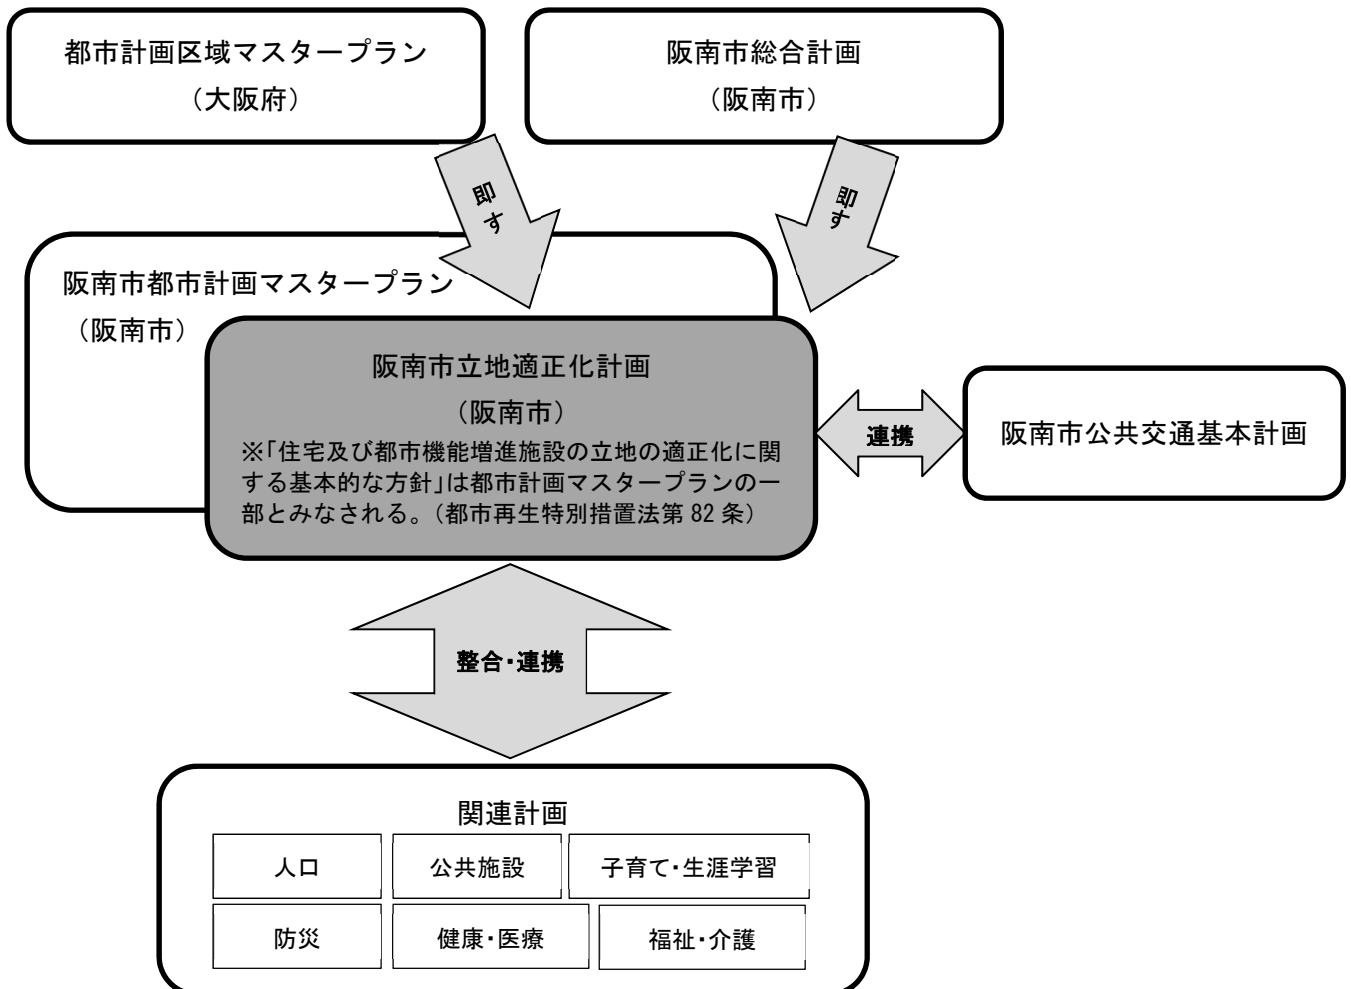 都市計画区域マスタープラン
（大阪府）
阪南市総合計画
（阪南市）
即す
即す
阪南市都市計画マスタープラン
（阪南市）
阪南市立地適正化計画
（阪南市）
※「住宅及び都市機能増進施設の立地の適正化に関
する基本的な方針」は都市計画マスタープランの一
部とみなされる。（都市再生特別措置法第 82 条）
連携
阪南市公共交通基本計画
整合・連携
関連計画
人口
公共施設
子育て・生涯学習
防災
健康・医療
福祉・介護